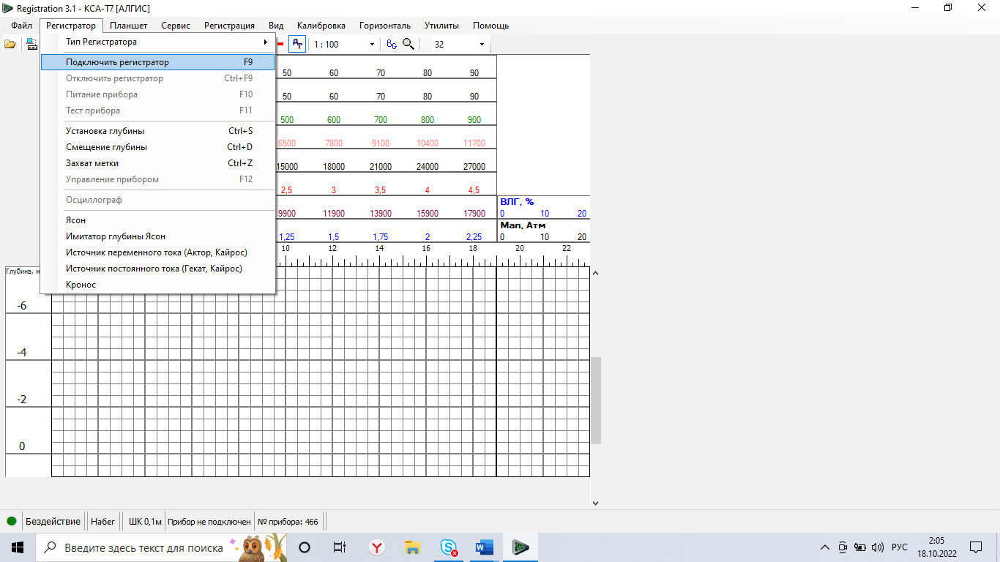 Registration 3.1 - КСА-Т7 [АЛГИС]
Файл Регистратор Планшет Сервис Регистрация Вид Калибровка Горизонталь Утилиты Помощь
1 : 100 BG 32
Тип Регистратора
Подключить регистратор F9
Отключить регистратор Ctrl+F9
Питание прибора F10
Тест прибора F11
Установка глубины Ctrl+S
Смещение глубины Ctrl+D
Захват метки Ctrl+Z
Управление прибором F12
Осциллограф
Ясон
Имитатор глубины Ясон
Источник переменного тока (Актор, Кайрос)
Источник постоянного тока (Гекат, Кайрос)
Кронос
50 60 70 80 90
50 60 70 80 90
500 600 700 800 900
6500 7800 9100 10400 11700
15000 18000 21000 24000 27000
2,5 3 3,5 4 4,5
ВЛГ, %
9900 11900 13900 15900 17900 0 10 20
Man, Атм
1,25 1,5 1,75 2 2,25 0 10 20
10 12 14 16 18 20 22
Глубина, м
-6
-4
-2
0
Бездействие Набег ШК 0,1м Прибор не подключен № прибора: 466
Введите здесь текст для поиска
РУС
2:05
18.10.2022